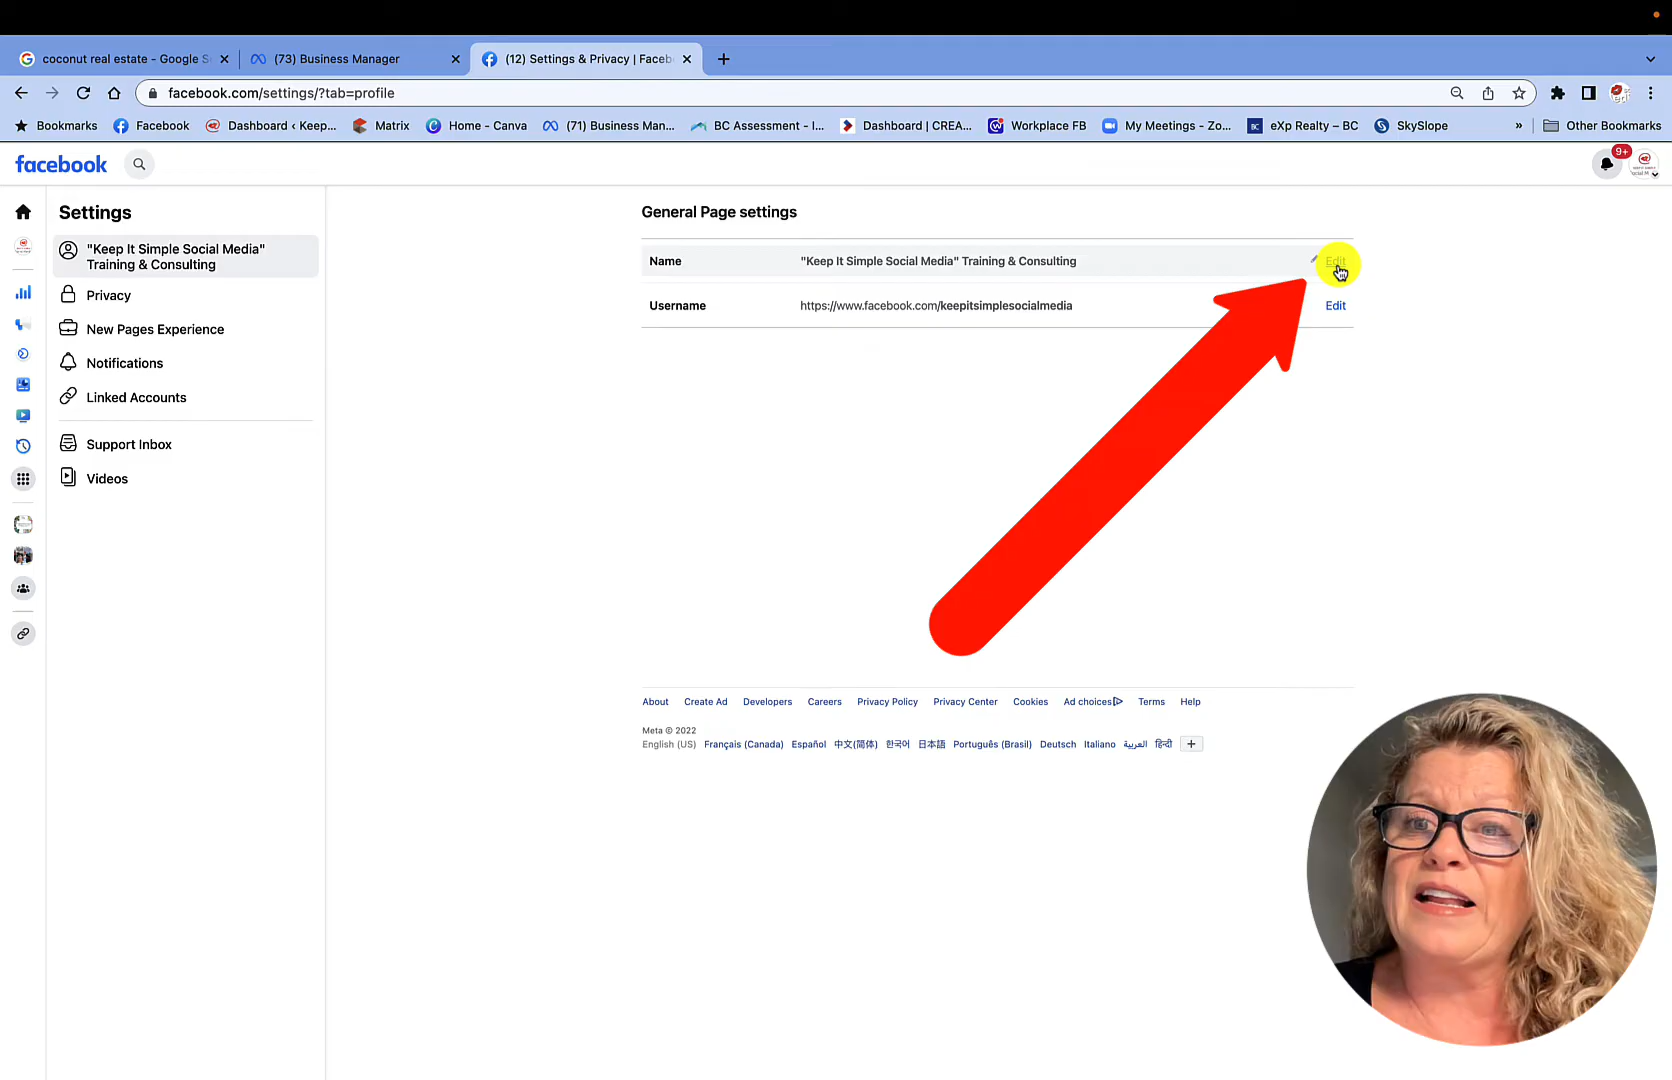 coconut real estate - Google S
(73) Business Manager
(12) Settings & Privacy | Faceb
facebook.com/settings/?tab=profile
Bookmarks
Facebook
Dashboard ‹ Keep...
Matrix
Home - Canva
(71) Business Man...
BC Assessment - I...
Dashboard | CREA...
Workplace FB
My Meetings - Zo...
eXp Realty – BC
SkySlope
»
Other Bookmarks
facebook
9+
Settings
"Keep It Simple Social Media"
Training & Consulting
Privacy
New Pages Experience
Notifications
Linked Accounts
Support Inbox
Videos
General Page settings
Name "Keep It Simple Social Media" Training & Consulting Edit
Username https://www.facebook.com/keepitsimplesocialmedia Edit
About Create Ad Developers Careers Privacy Policy Privacy Center Cookies Ad choices Terms Help
Meta © 2022
English (US) Français (Canada) Español 中文(简体) 한국어 日本語 Português (Brasil) Deutsch Italiano العربية हिन्दी +